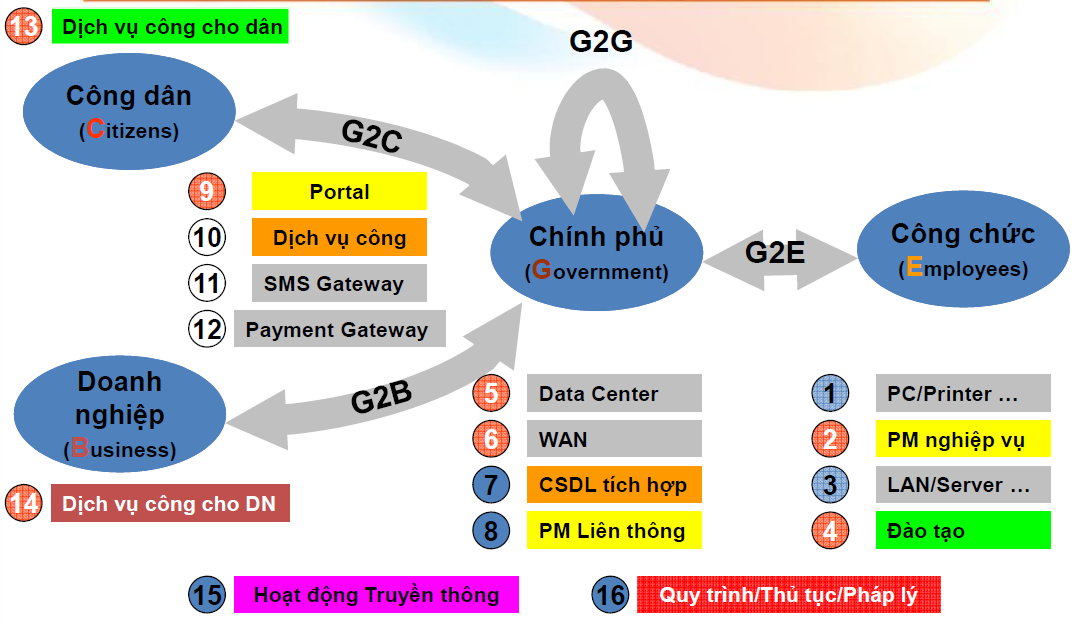 13 Dịch vụ công cho dân
G2G
Công dân
(Citizens)
G2C
9 Portal
10 Dịch vụ công
11 SMS Gateway
12 Payment Gateway
Chính phủ
(Government)
G2E
Công chức
(Employees)
Doanh
nghiệp
(Business)
G2B
14 Dịch vụ công cho DN
5 Data Center
6 WAN
7 CSDL tích hợp
8 PM Liên thông
1 PC/Printer ...
2 PM nghiệp vụ
3 LAN/Server ...
4 Đào tạo
15 Hoạt động Truyền thông
16 Quy trình/Thủ tục/Pháp lý